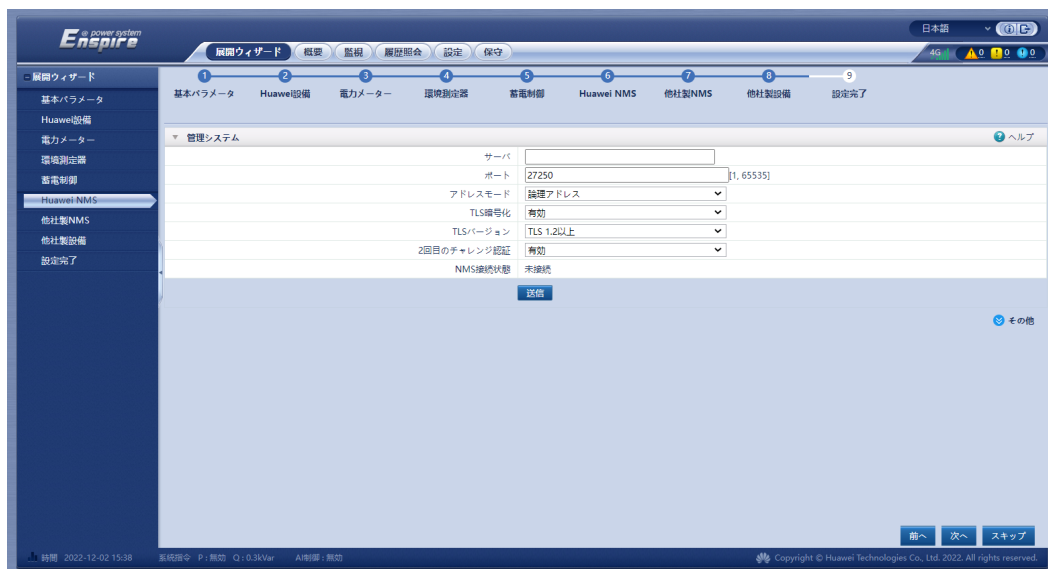 e power system
Enspire
日本語
展開ウィザード 概要 監視 履歴照会 設定 保守
4G 0 0 0
展開ウィザード
基本パラメータ
Huawei設備
電力メーター
環境測定器
蓄電制御
Huawei NMS
他社製NMS
他社製設備
設定完了
1 2 3 4 5 6 7 8 9
基本パラメータ Huawei設備 電力メーター 環境測定器 蓄電制御 Huawei NMS 他社製NMS 他社製設備 設定完了
管理システム ヘルプ
サーバ
ポート 27250 [1, 65535]
アドレスモード 論理アドレス
TLS暗号化 有効
TLSバージョン TLS 1.2以上
2回目のチャレンジ認証 有効
NMS接続状態 未接続
送信
その他
前へ 次へ スキップ
時間 2022-12-02 15:38 系統指令 P : 無効 Q : 0.3kVar AI制御 : 無効 Copyright © Huawei Technologies Co., Ltd. 2022. All rights reserved.